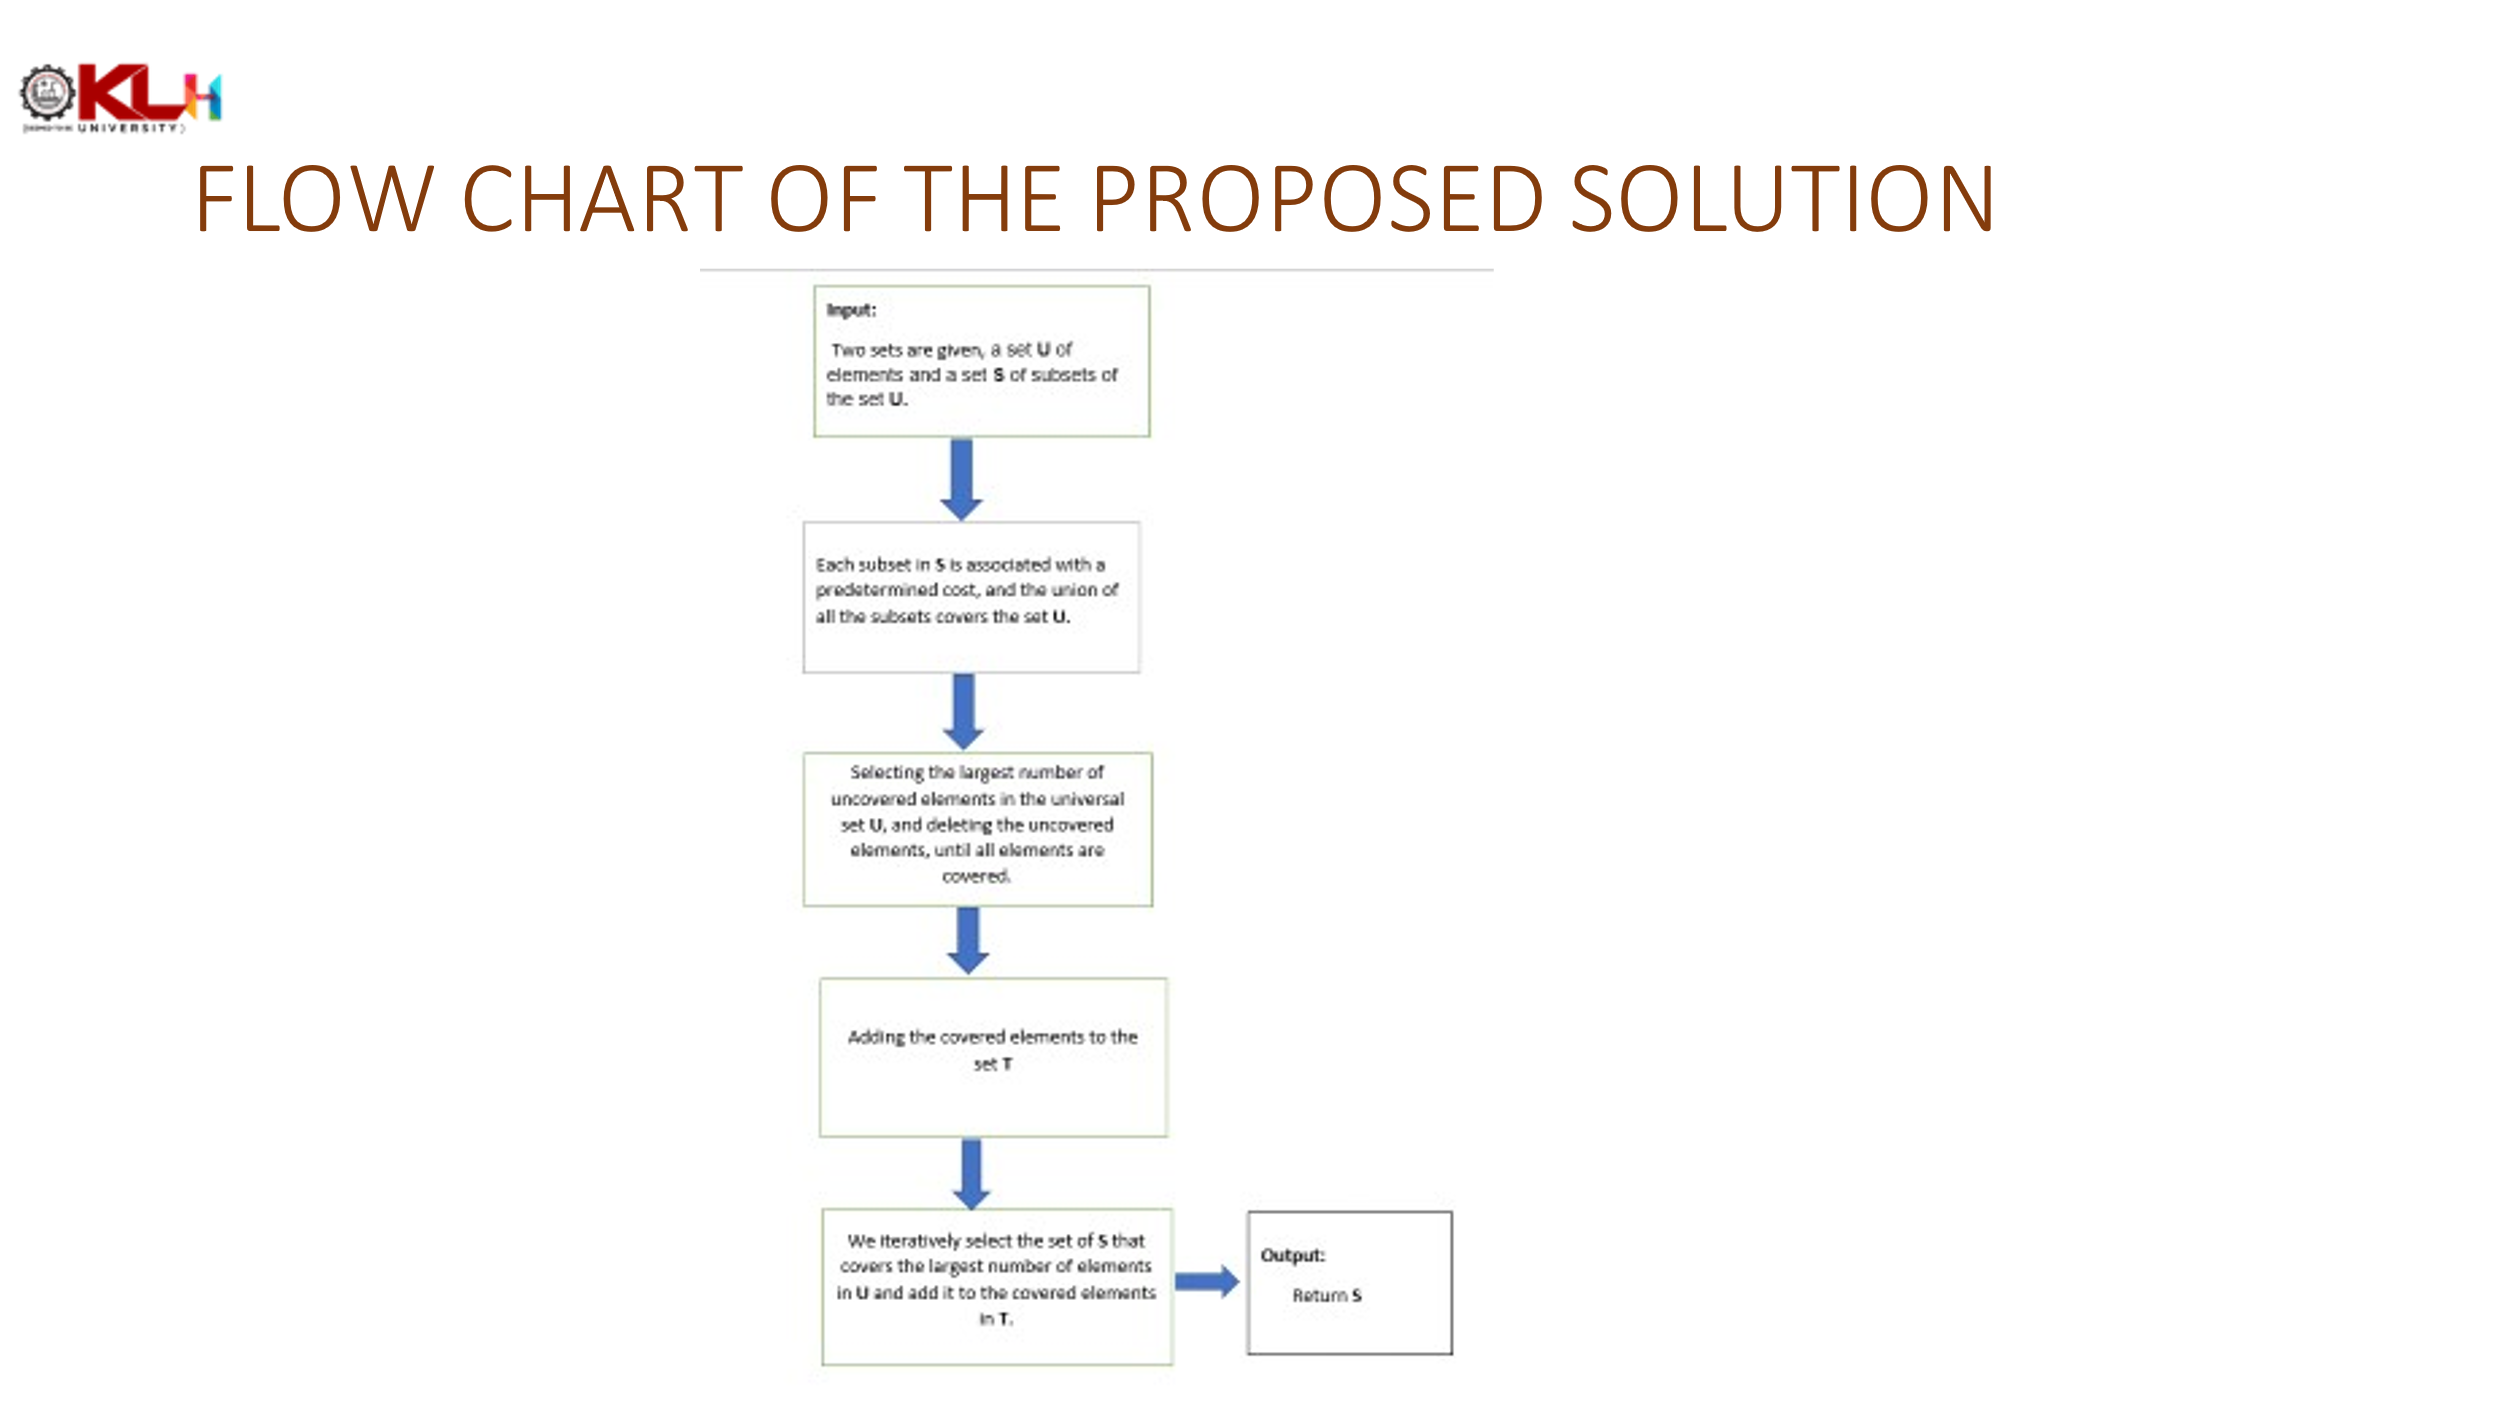 KLH
UNIVERSITY)
FLOW CHART OF THE PROPOSED SOLUTION
Input:
Two sets are given, a set U of
elements and a set S of subsets of
the set U.
Each subset in S is associated with a
predetermined cost, and the union of
all the subsets covers the set U.
Selecting the largest number of
uncovered elements in the universal
set U, and deleting the uncovered
elements, until all elements are
covered.
Adding the covered elements to the
set T
We iteratively select the set of S that
covers the largest number of elements
in U and add it to the covered elements
in T.
Output:
Return S